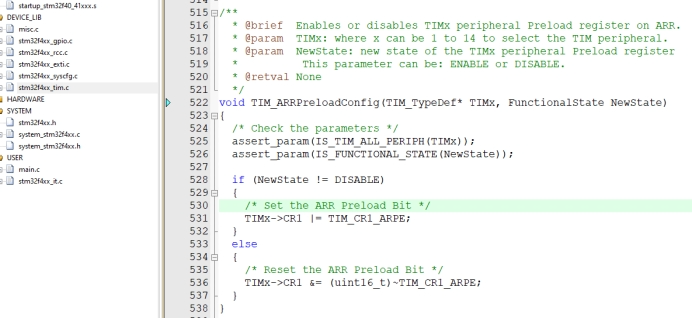 startup_stm32f40_41xxx.s
DEVICE_LIB
misc.c
stm32f4xx_gpio.c
stm32f4xx_rcc.c
stm32f4xx_exti.c
stm32f4xx_syscfg.c
stm32f4xx_tim.c
HARDWARE
SYSTEM
stm32f4xx.h
system_stm32f4xx.c
system_stm32f4xx.h
USER
main.c
stm32f4xx_it.c
515 /**
516 * @brief Enables or disables TIMx peripheral Preload register on ARR.
517 * @param TIMx: where x can be 1 to 14 to select the TIM peripheral.
518 * @param NewState: new state of the TIMx peripheral Preload register
519 * This parameter can be: ENABLE or DISABLE.
520 * @retval None
521 */
522 void TIM_ARRPreloadConfig(TIM_TypeDef* TIMx, FunctionalState NewState)
523 {
524 /* Check the parameters */
525 assert_param(IS_TIM_ALL_PERIPH(TIMx));
526 assert_param(IS_FUNCTIONAL_STATE(NewState));
527
528 if (NewState != DISABLE)
529 {
530 /* Set the ARR Preload Bit */
531 TIMx->CR1 |= TIM_CR1_ARPE;
532 }
533 else
534 {
535 /* Reset the ARR Preload Bit */
536 TIMx->CR1 &= (uint16_t)~TIM_CR1_ARPE;
537 }
538 }